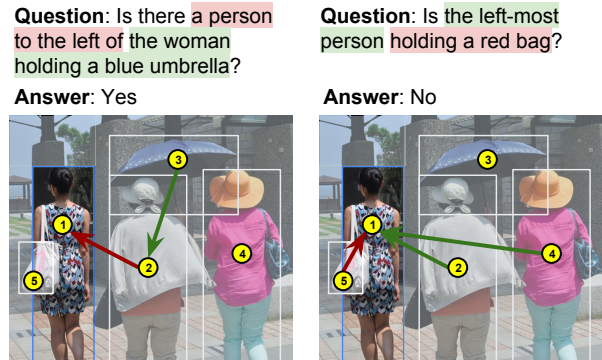 Question: Is there a person
to the left of the woman
holding a blue umbrella?
Answer: Yes
3
1
2
4
5
Question: Is the left-most
person holding a red bag?
Answer: No
3
1
2
4
5